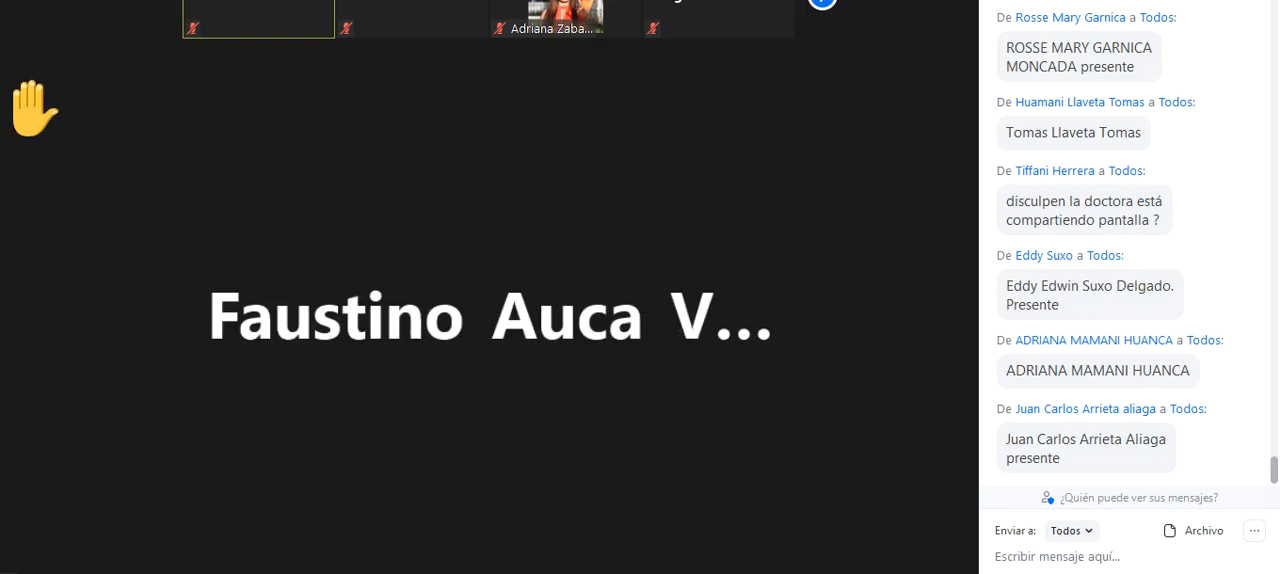 Adriana Zaba...
Faustino Auca V...
De Rosse Mary Garnica a Todos:
ROSSE MARY GARNICA
MONCADA presente
De Huamani Llaveta Tomas a Todos:
Tomas Llaveta Tomas
De Tiffani Herrera a Todos:
disculpen la doctora está
compartiendo pantalla ?
De Eddy Suxo a Todos:
Eddy Edwin Suxo Delgado.
Presente
De ADRIANA MAMANI HUANCA a Todos:
ADRIANA MAMANI HUANCA
De Juan Carlos Arrieta aliaga a Todos:
Juan Carlos Arrieta Aliaga
presente
¿Quién puede ver sus mensajes?
Enviar a: Todos Archivo ...
Escribir mensaje aquí...